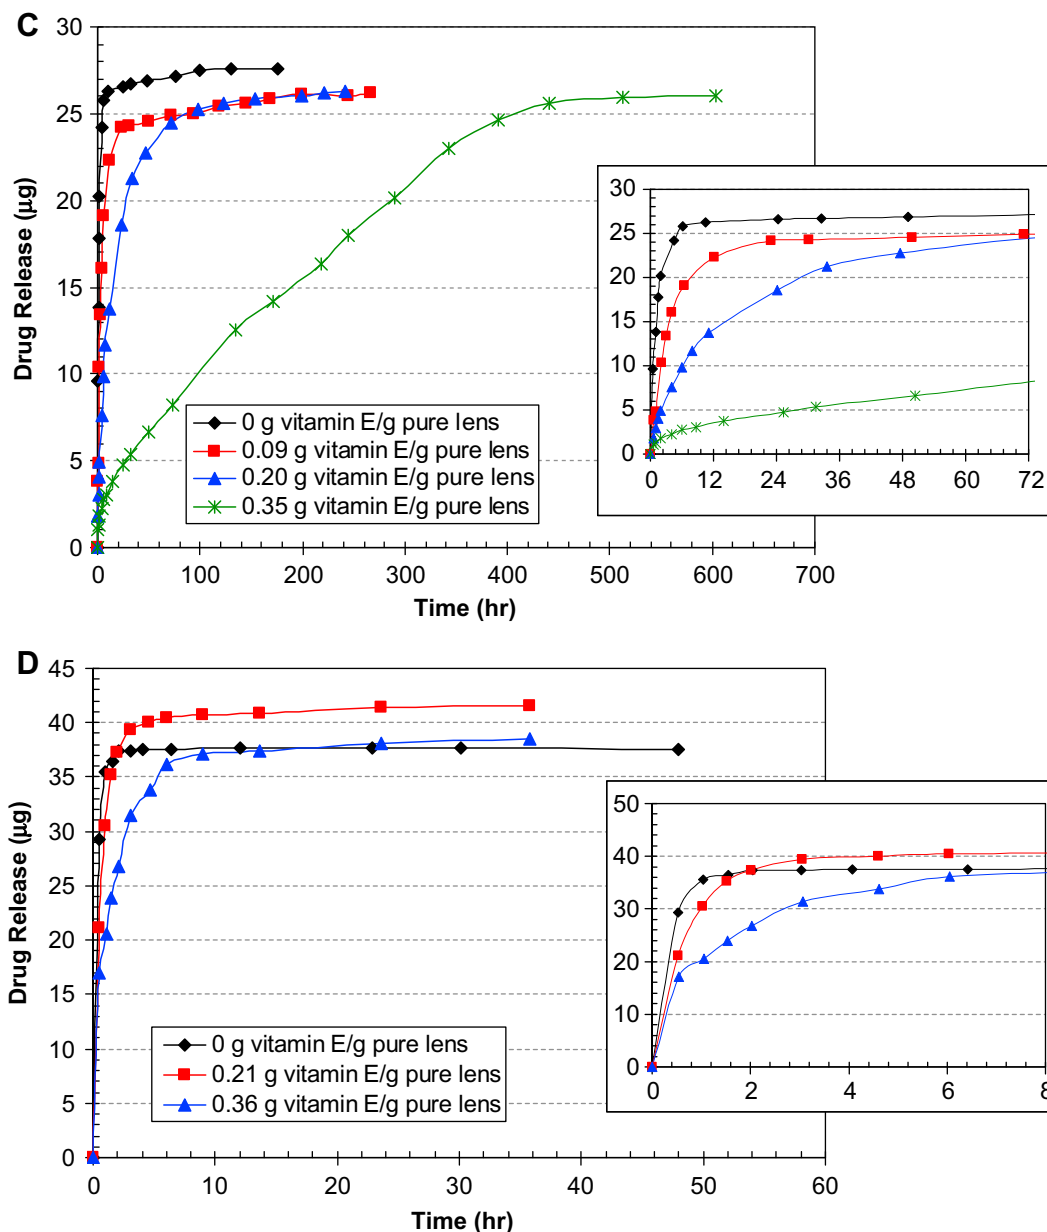 C
30
25
20
15
10
5
0
Drug Release (µg)
0 100 200 300 400 500 600 700
Time (hr)
0 g vitamin E/g pure lens
0.09 g vitamin E/g pure lens
0.20 g vitamin E/g pure lens
0.35 g vitamin E/g pure lens
30
25
20
15
10
5
0
0 12 24 36 48 60 72
D
45
40
35
30
25
20
15
10
5
0
Drug Release (µg)
0 10 20 30 40 50 60
Time (hr)
0 g vitamin E/g pure lens
0.21 g vitamin E/g pure lens
0.36 g vitamin E/g pure lens
50
40
30
20
10
0
0 2 4 6 8